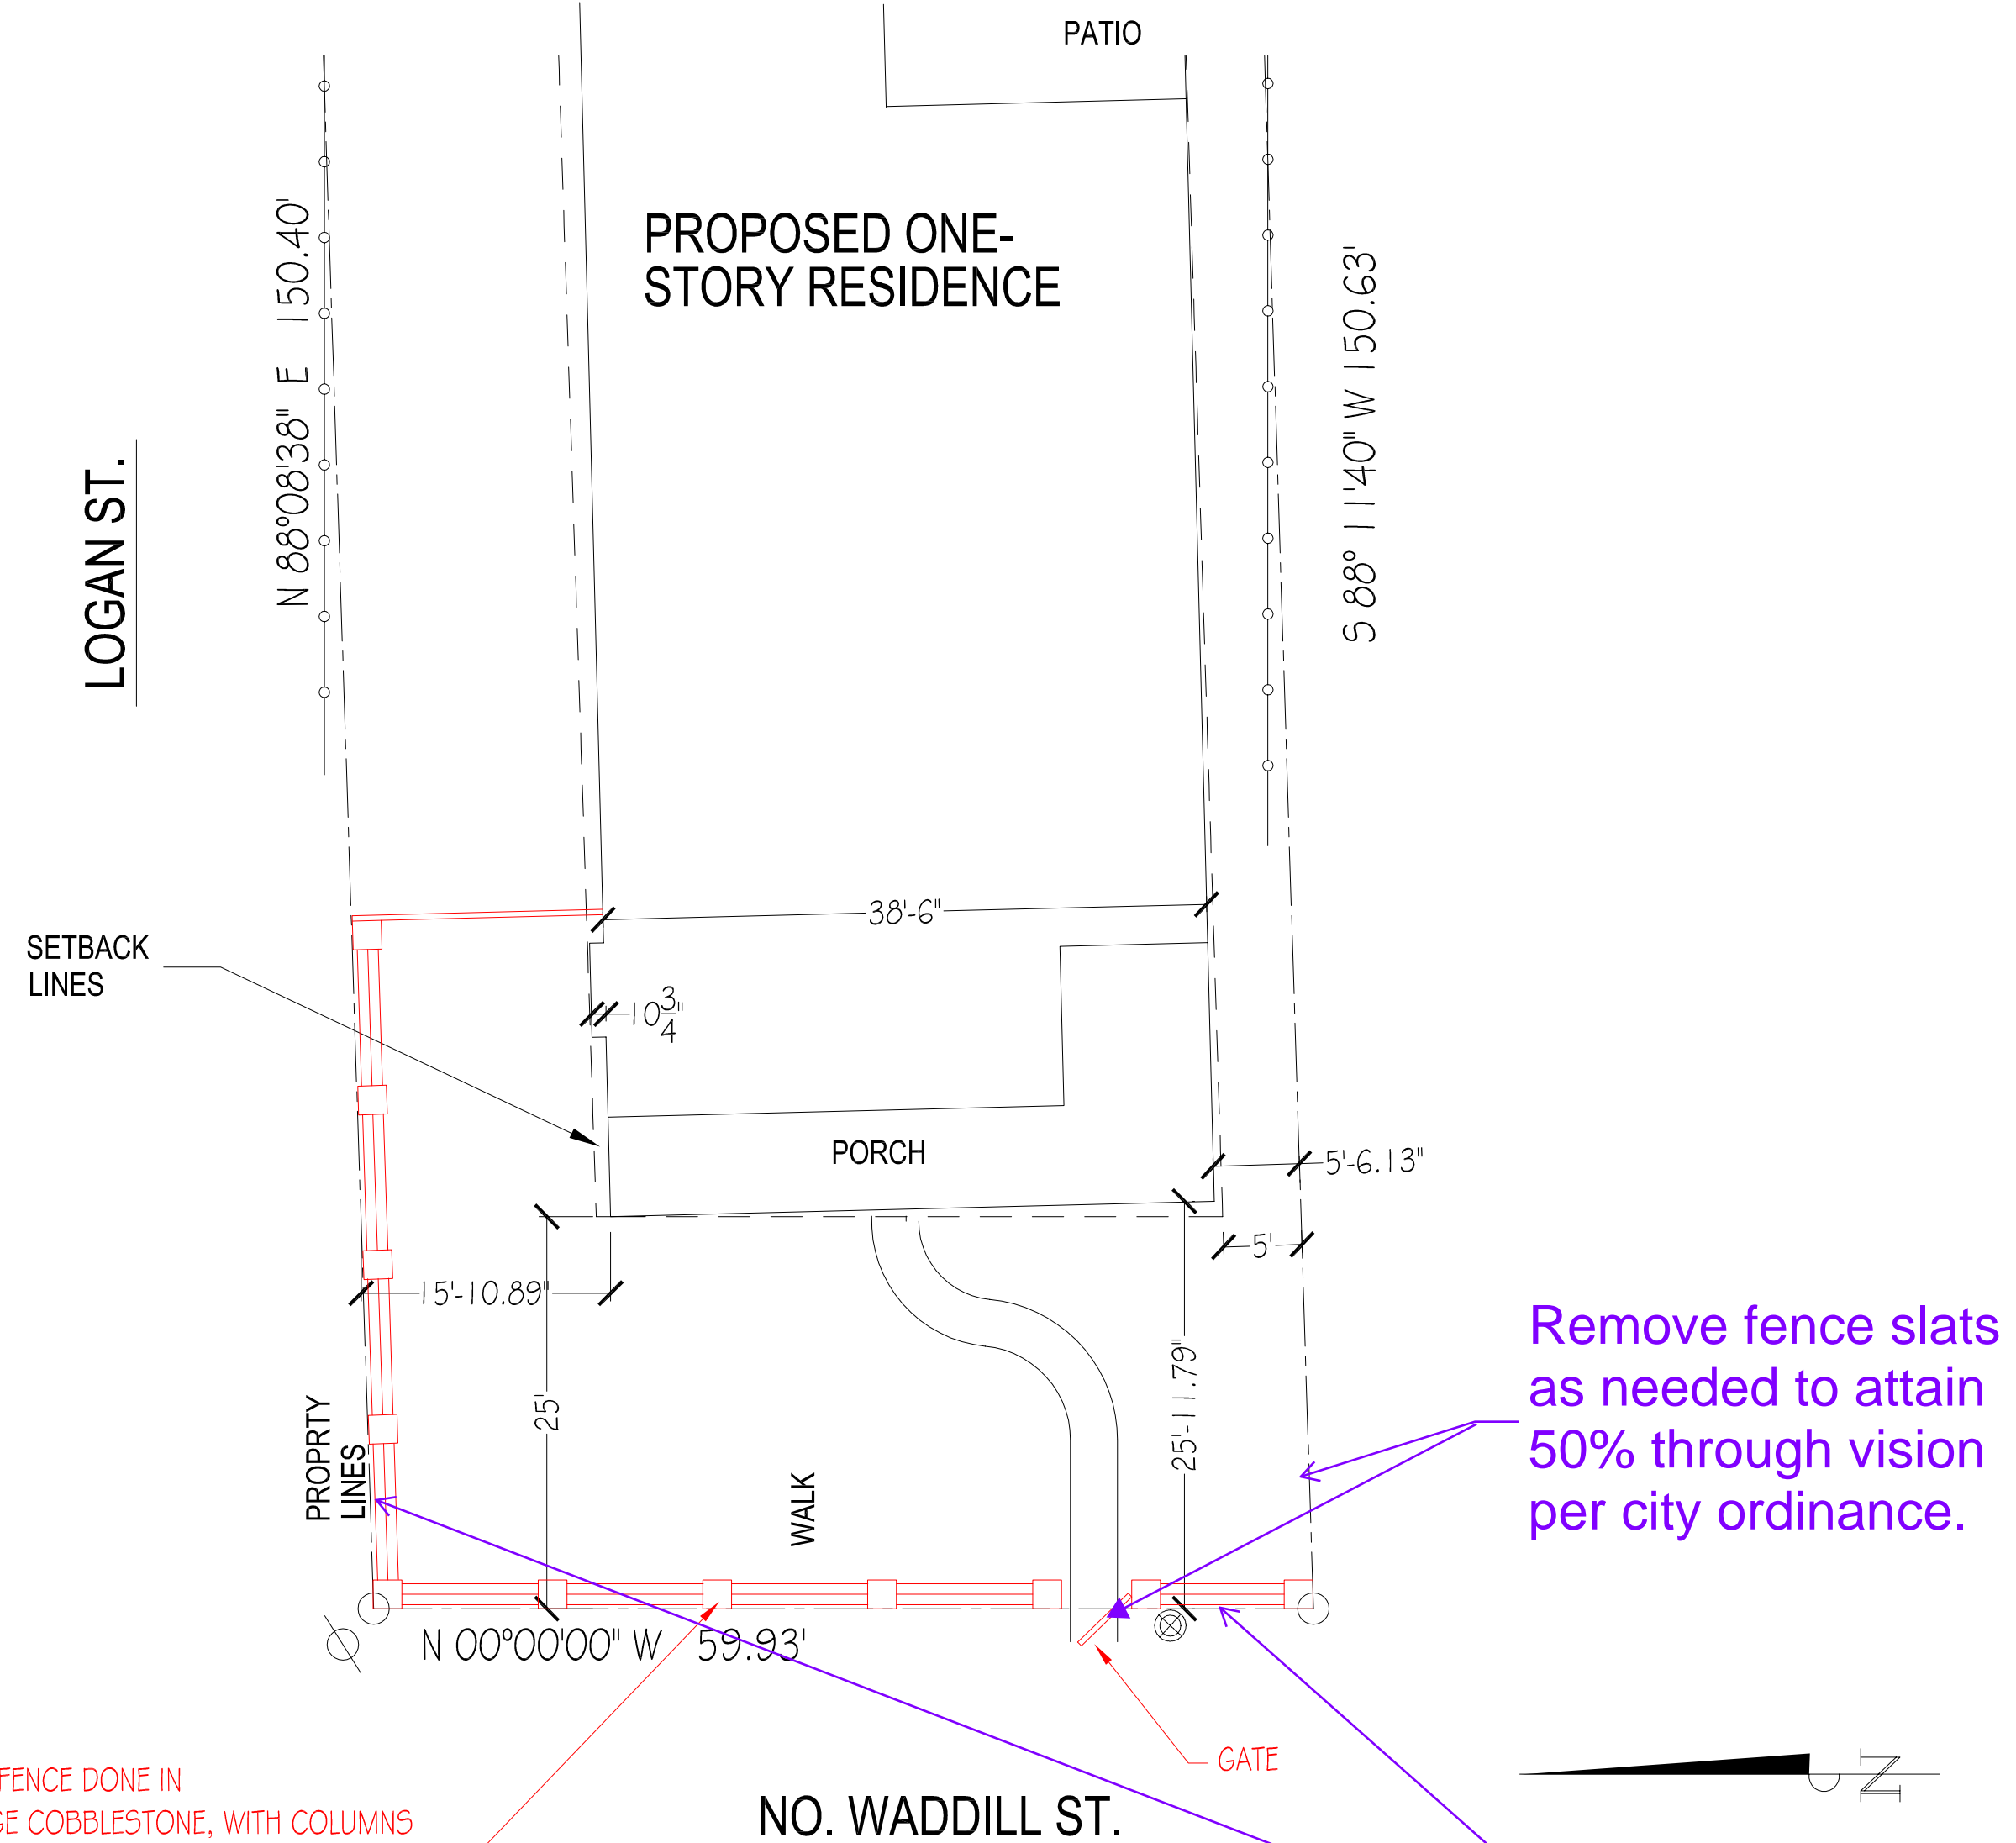 PATIO
PROPOSED ONE-
STORY RESIDENCE
N 88°08'38" E 150.40'
S 88° 11'40" W 150.63'
LOGAN ST.
38'-6"
SETBACK
LINES
10 3/4"
PORCH
5'-6.13"
5'
15'-10.89"
25'
25'-11.79"
Remove fence slats
as needed to attain
50% through vision
per city ordinance.
PROPRTY
LINES
WALK
N 00°00'00" W 59.93'
GATE
FENCE DONE IN
COBBLESTONE, WITH COLUMNS
NO. WADDILL ST.
N